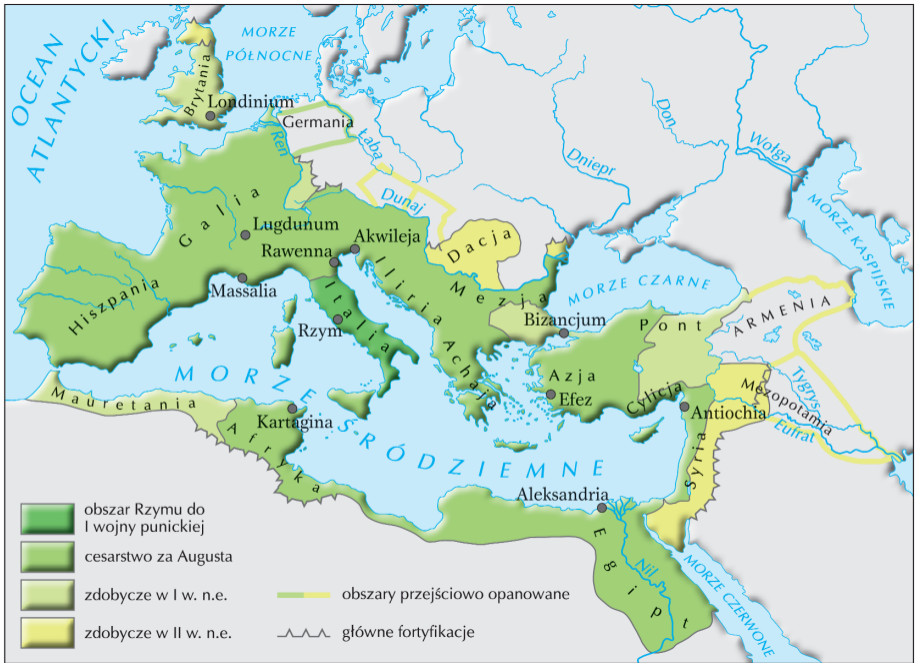 OCEAN
ATLANTYCKI
MORZE
PÓŁNOCNE
Brytania
Londinium
Germania
Ren
Łaba
Don
Wołga
Dniepr
Dunaj
MORZE KASPIJSKIE
Galia
Lugdunum
Rawenna
Akwileja
Dacja
Hiszpania
Massalia
Italia
Iliria
Mezja
MORZE CZARNE
Rzym
Bizancjum
Pont
ARMENIA
Achaja
Azja
Efez
Cylicja
Antiochia
Mezopotamia
Tygrys
Eufrat
Syria
MORZE ŚRÓDZIEMNE
Mauretania
Kartagina
Afryka
Aleksandria
Egipt
Nil
MORZE CZERWONE
obszar Rzymu do
I wojny punickiej
cesarstwo za Augusta
zdobycze w I w. n.e.
zdobycze w II w. n.e.
obszary przejściowo opanowane
główne fortyfikacje